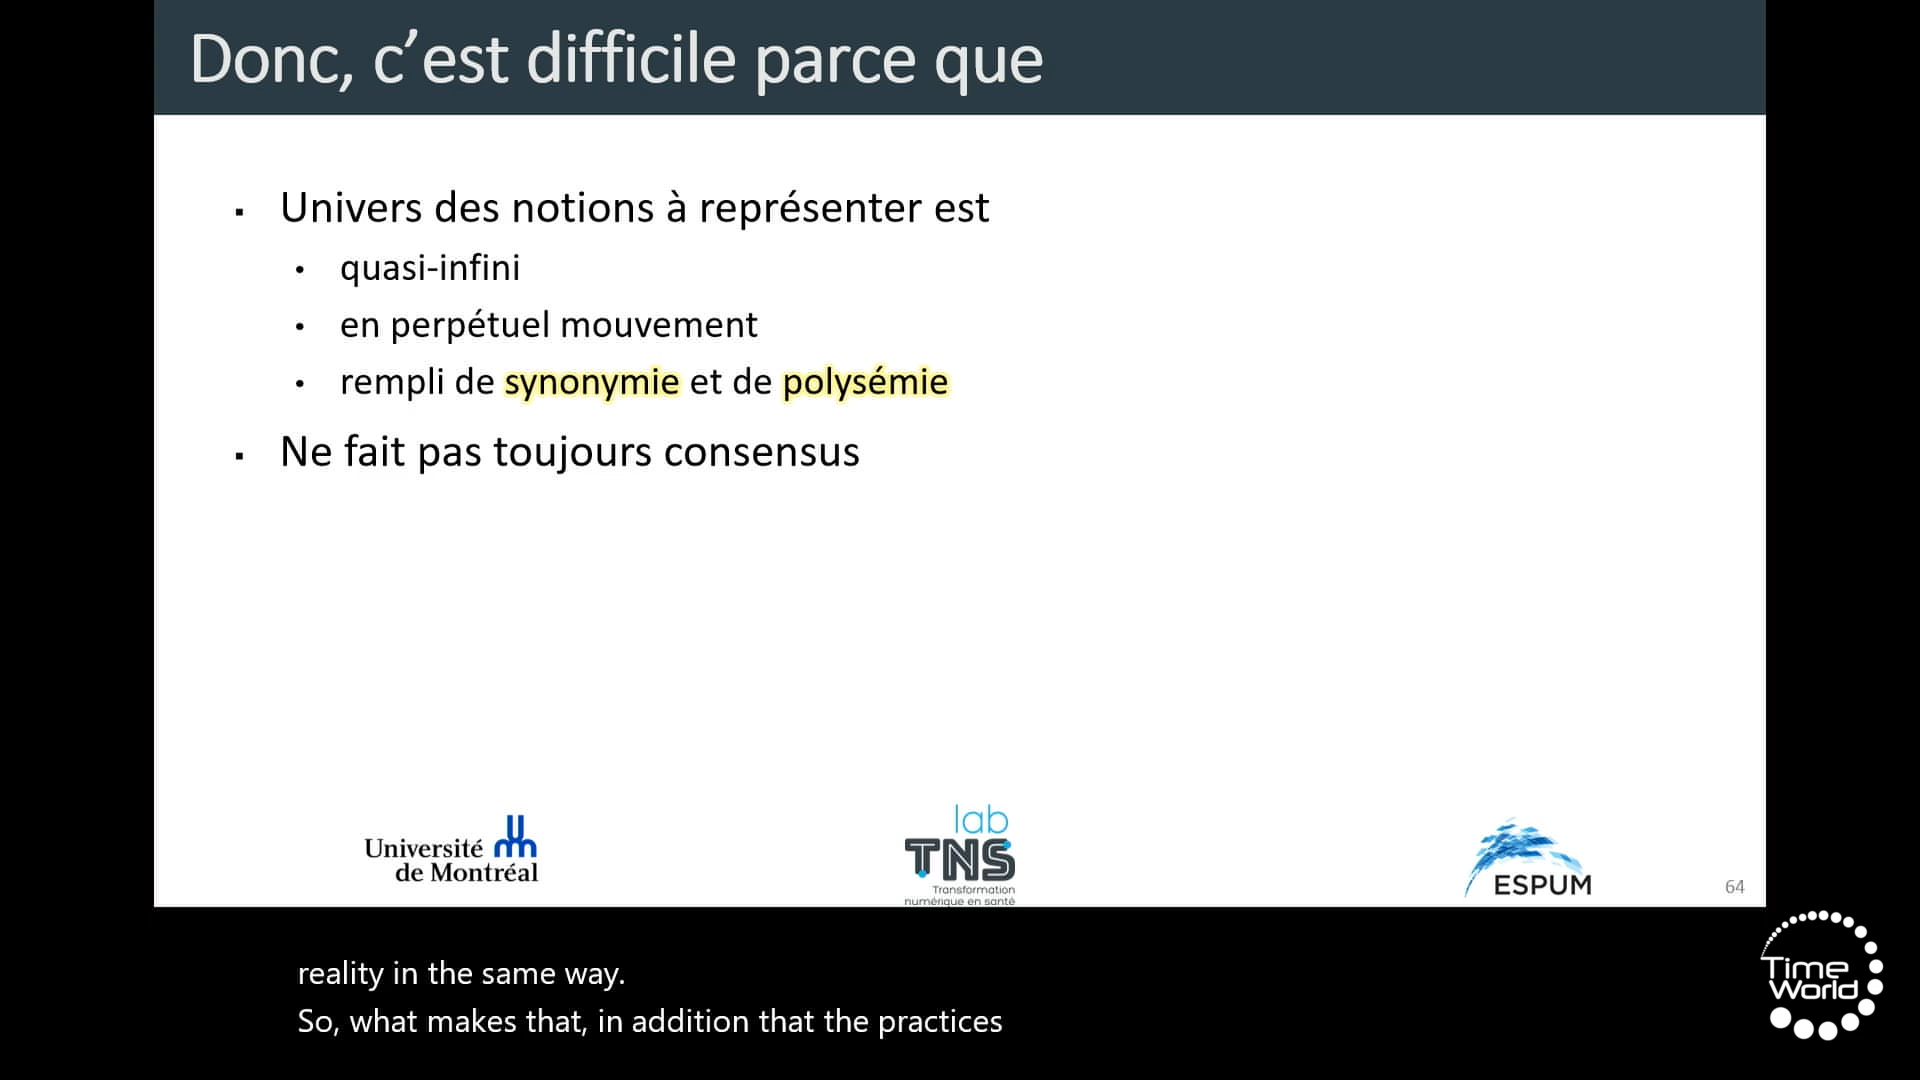 Donc, c’est difficile parce que
▪ Univers des notions à représenter est
• quasi-infini
• en perpétuel mouvement
• rempli de synonymie et de polysémie
▪ Ne fait pas toujours consensus
Université
de Montréal
lab
TNS
Transformation
numérique en santé
ESPUM
64
reality in the same way.
So, what makes that, in addition that the practices
Time
World